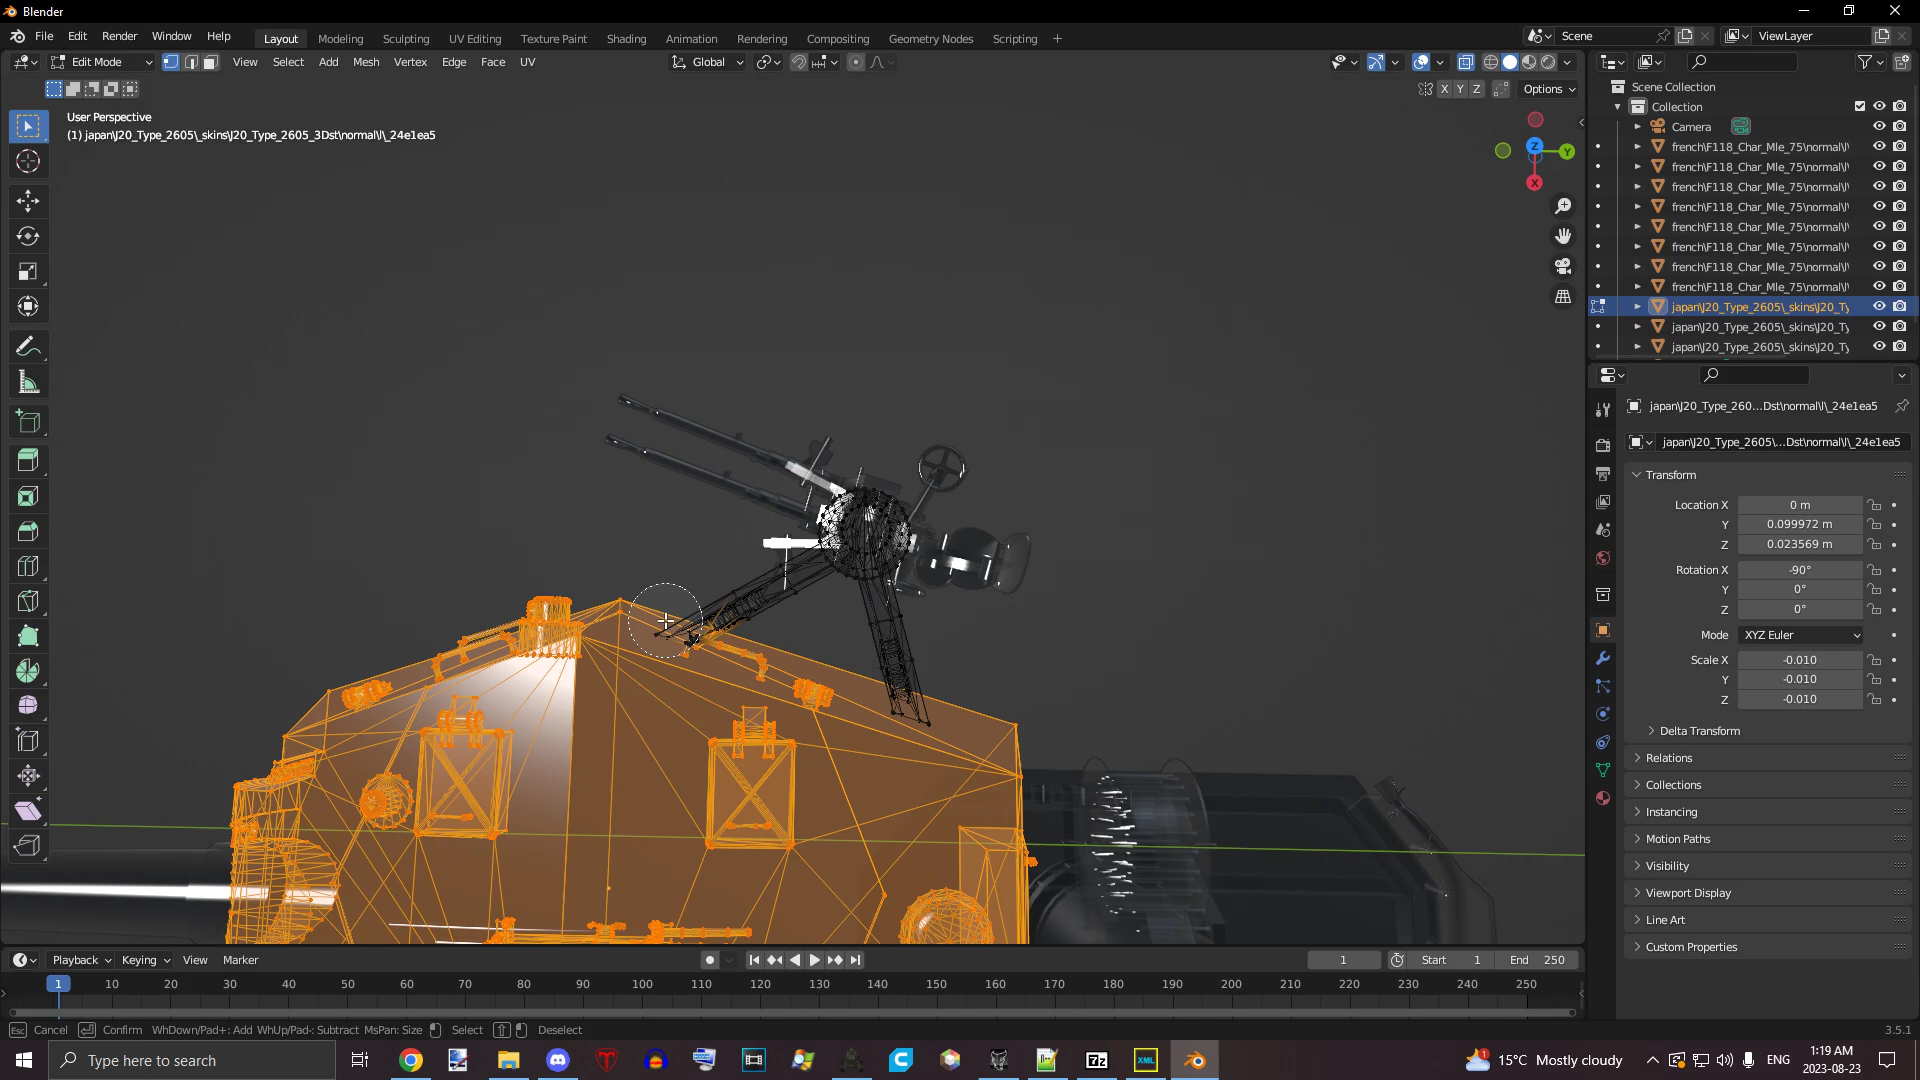 Blender
File Edit Render Window Help
Layout Modeling Sculpting UV Editing Texture Paint Shading Animation Rendering Compositing Geometry Nodes Scripting +
Scene
ViewLayer
Edit Mode
View Select Add Mesh Vertex Edge Face UV
Global
X Y Z
Options
User Perspective
(1) japan\J20_Type_2605\_skins\J20_Type_2605_3Dst\normal\l\_24e1ea5
Z
Y
X
Scene Collection
Collection
Camera
french\F118_Char_Mle_75\normal\l\
french\F118_Char_Mle_75\normal\l\
french\F118_Char_Mle_75\normal\l\
french\F118_Char_Mle_75\normal\l\
french\F118_Char_Mle_75\normal\l\
french\F118_Char_Mle_75\normal\l\
french\F118_Char_Mle_75\normal\l\
french\F118_Char_Mle_75\normal\l\
japan\J20_Type_2605\_skins\J20_Ty
japan\J20_Type_2605\_skins\J20_Ty
japan\J20_Type_2605\_skins\J20_Ty
japan\J20_Type_260...Dst\normal\l\_24e1ea5
japan\J20_Type_2605\...Dst\normal\l\_24e1ea5
Transform
Location X 0 m
Y 0.099972 m
Z 0.023569 m
Rotation X -90°
Y 0°
Z 0°
Mode XYZ Euler
Scale X -0.010
Y -0.010
Z -0.010
Delta Transform
Relations
Collections
Instancing
Motion Paths
Visibility
Viewport Display
Line Art
Custom Properties
Playback Keying View Marker
1
Start 1
End 250
1 10 20 30 40 50 60 70 80 90 100 110 120 130 140 150 160 170 180 190 200 210 220 230 240 250
Esc Cancel Confirm WhDown/Pad+: Add WhUp/Pad-: Subtract MsPan: Size Select Deselect
3.5.1
Type here to search
7z
XML
1
15°C Mostly cloudy
ENG
1:19 AM
2023-08-23